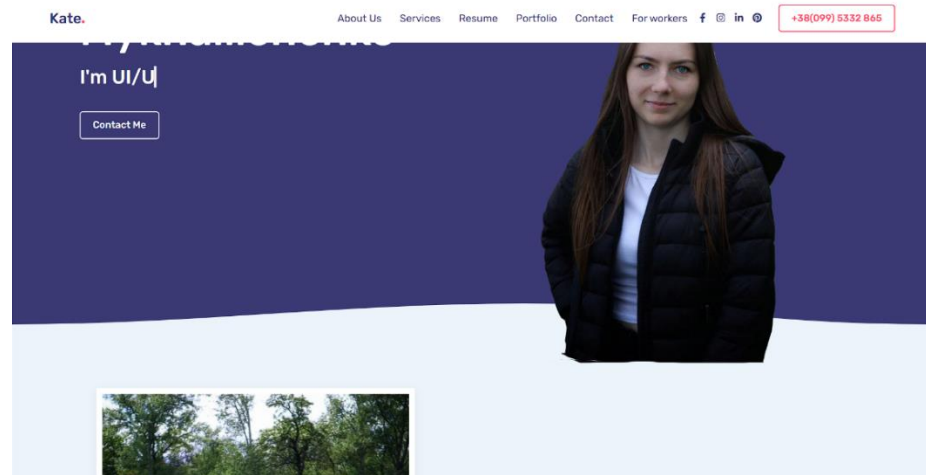 Kate.
About Us Services Resume Portfolio Contact For workers +38(099) 5332 865
I'm UI/U
Contact Me